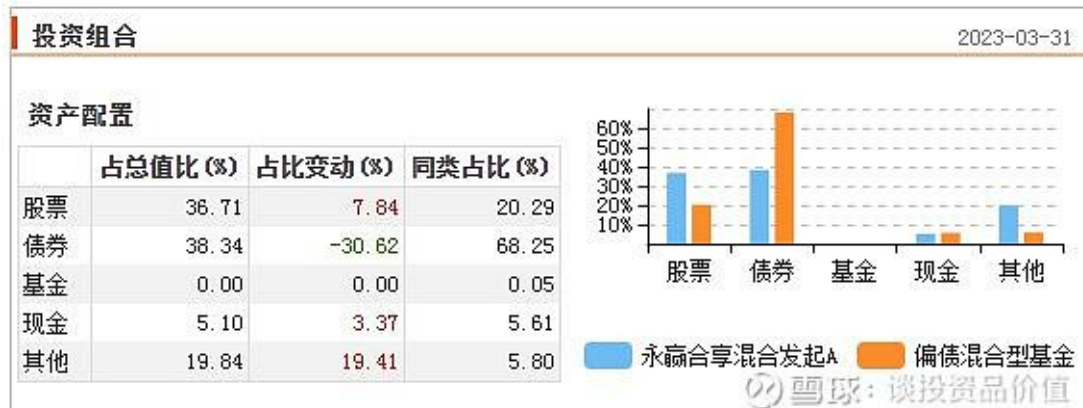 投资组合 2023-03-31
资产配置
占总值比(%) 占比变动(%) 同类占比(%)
股票 36.71 7.84 20.29
债券 38.34 -30.62 68.25
基金 0.00 0.00 0.05
现金 5.10 3.37 5.61
其他 19.84 19.41 5.80
60%
50%
40%
30%
20%
10%
股票 债券 基金 现金 其他
永赢合享混合发起A 偏债混合型基金
雪球：谈投资品价值